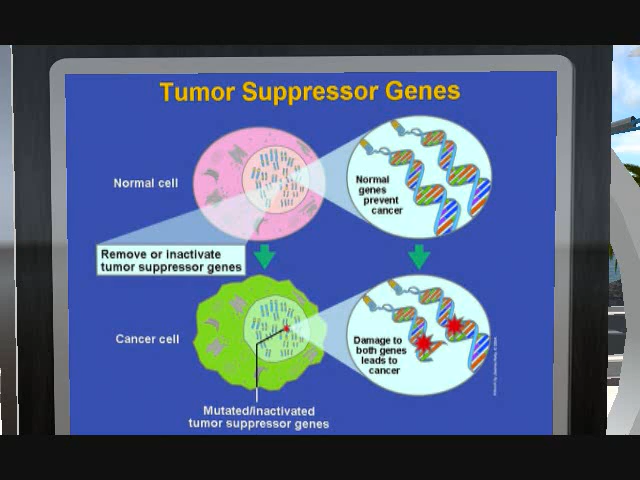 Tumor Suppressor Genes
Normal cell
Normal
genes
prevent
cancer
Remove or inactivate
tumor suppressor genes
Cancer cell
Damage to
both genes
leads to
cancer
Mutated/inactivated
tumor suppressor genes